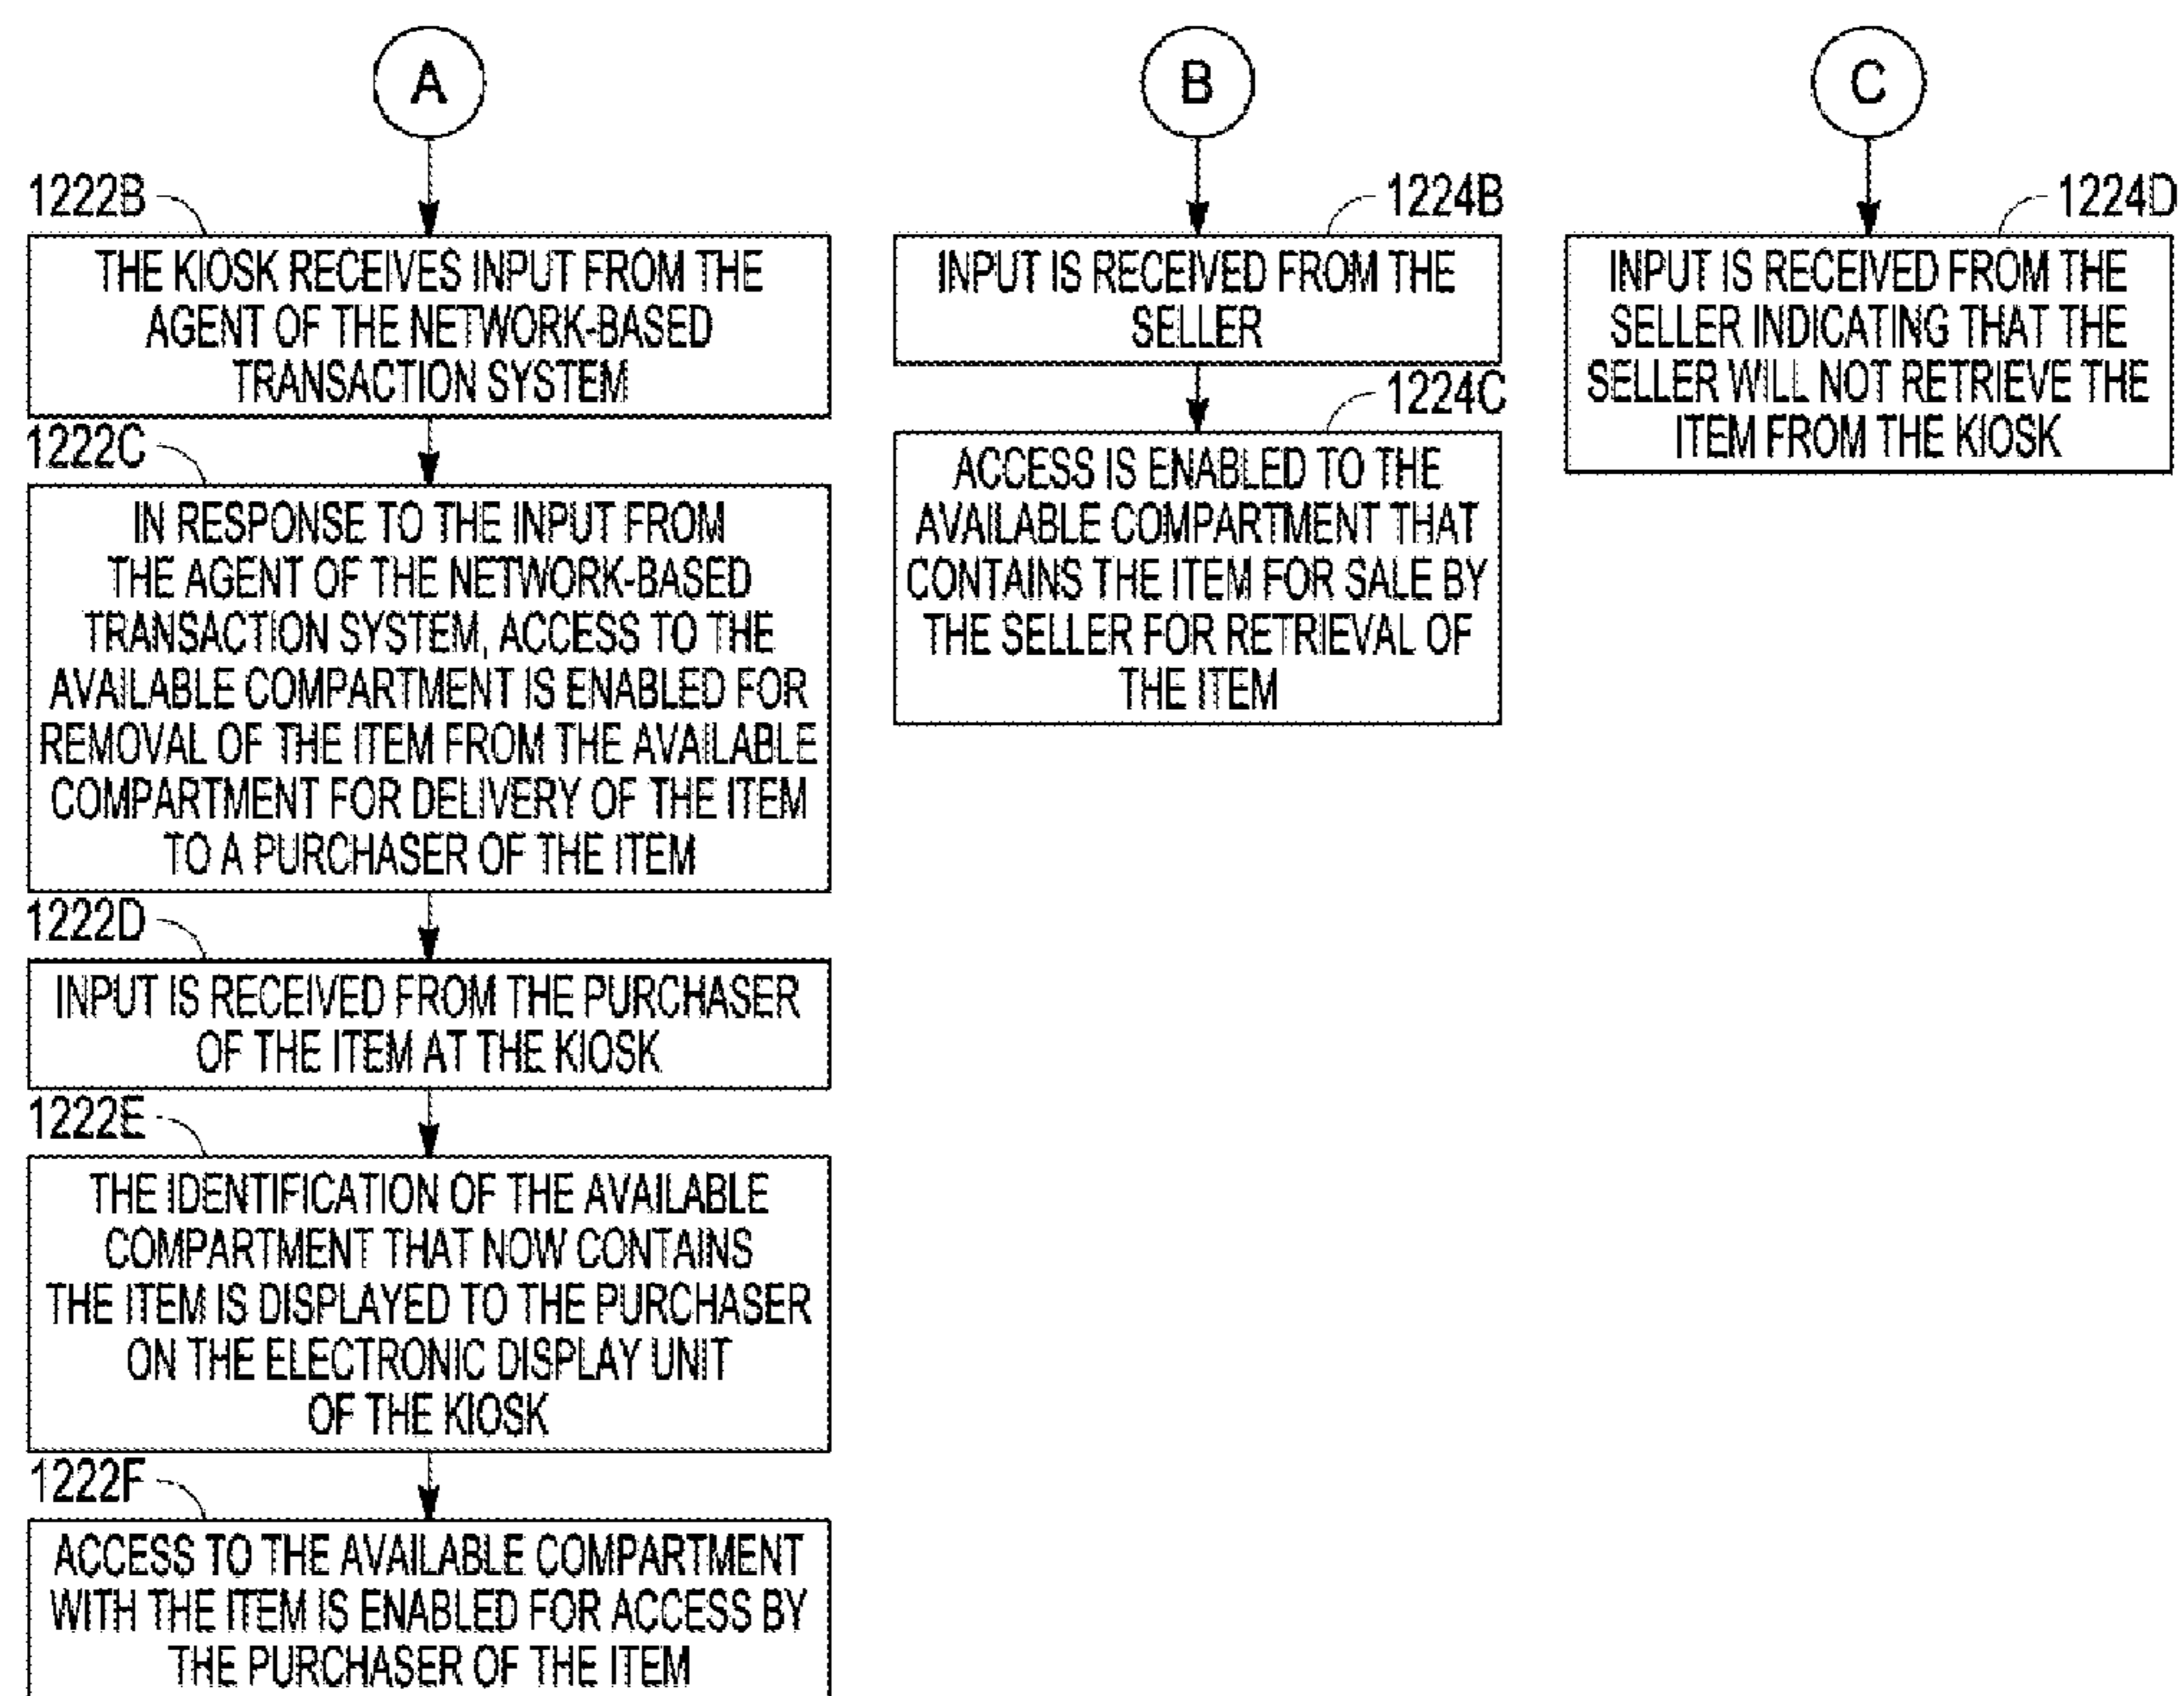 A
1222B
THE KIOSK RECEIVES INPUT FROM THE
AGENT OF THE NETWORK-BASED
TRANSACTION SYSTEM
1222C
IN RESPONSE TO THE INPUT FROM
THE AGENT OF THE NETWORK-BASED
TRANSACTION SYSTEM, ACCESS TO THE
AVAILABLE COMPARTMENT IS ENABLED FOR
REMOVAL OF THE ITEM FROM THE AVAILABLE
COMPARTMENT FOR DELIVERY OF THE ITEM
TO A PURCHASER OF THE ITEM
1222D
INPUT IS RECEIVED FROM THE PURCHASER
OF THE ITEM AT THE KIOSK
1222E
THE IDENTIFICATION OF THE AVAILABLE
COMPARTMENT THAT NOW CONTAINS
THE ITEM IS DISPLAYED TO THE PURCHASER
ON THE ELECTRONIC DISPLAY UNIT
OF THE KIOSK
1222F
ACCESS TO THE AVAILABLE COMPARTMENT
WITH THE ITEM IS ENABLED FOR ACCESS BY
THE PURCHASER OF THE ITEM
B
1224B
INPUT IS RECEIVED FROM THE
SELLER
1224C
ACCESS IS ENABLED TO THE
AVAILABLE COMPARTMENT THAT
CONTAINS THE ITEM FOR SALE BY
THE SELLER FOR RETRIEVAL OF
THE ITEM
C
1224D
INPUT IS RECEIVED FROM THE
SELLER INDICATING THAT THE
SELLER WILL NOT RETRIEVE THE
ITEM FROM THE KIOSK